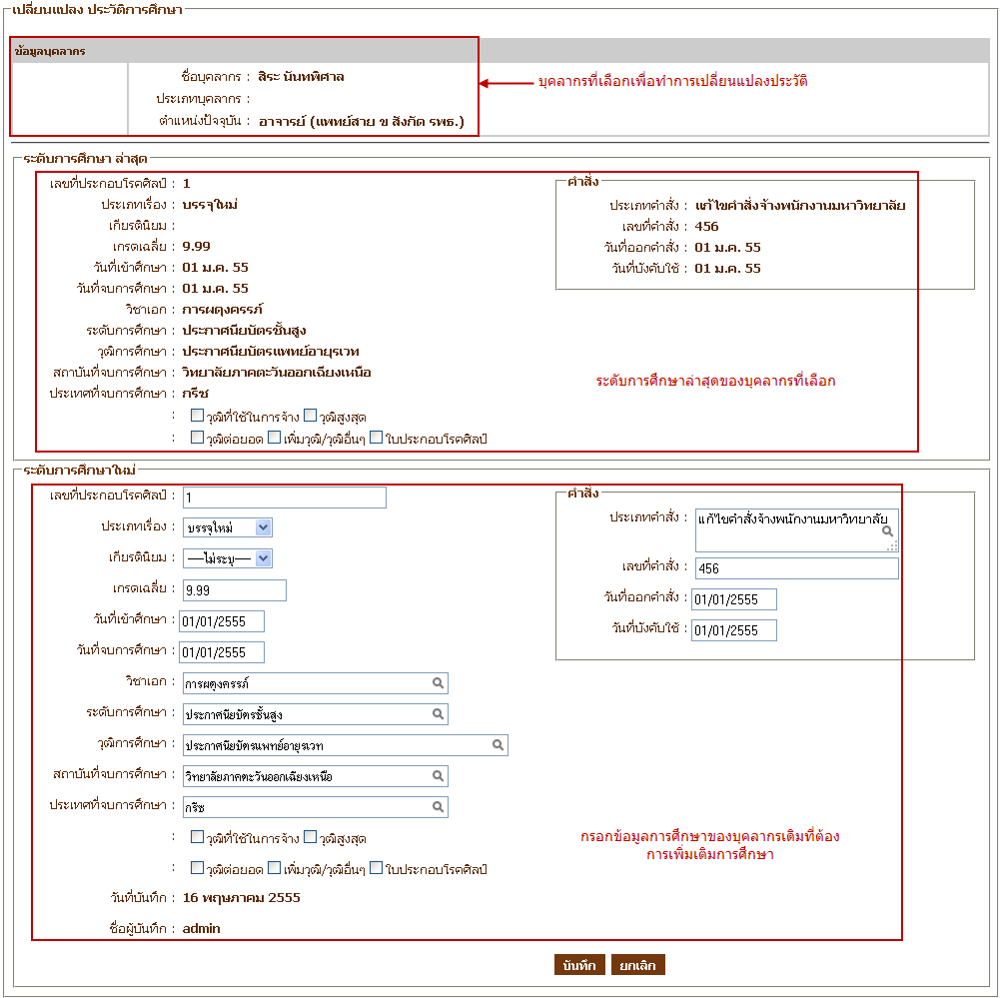 เปลี่ยนแปลง ประวัติการศึกษา
ข้อมูลบุคลากร
ชื่อบุคลากร : สิระ นันทพิศาล
บุคลากรที่เลือกเพื่อทำการเปลี่ยนแปลงประวัติ
ประเภทบุคลากร :
ตำแหน่งปัจจุบัน : อาจารย์ (แพทย์สาย ข สังกัด รพธ.)
ระดับการศึกษา ล่าสุด
เลขที่ประกอบโรคศิลป์ : 1
ประเภทเรื่อง : บรรจุใหม่
เกียรตินิยม :
เกรดเฉลี่ย : 9.99
วันที่เข้าศึกษา : 01 ม.ค. 55
วันที่จบการศึกษา : 01 ม.ค. 55
วิชาเอก : การผดุงครรภ์
ระดับการศึกษา : ประกาศนียบัตรชั้นสูง
วุฒิการศึกษา : ประกาศนียบัตรแพทย์อายุรเวท
สถาบันที่จบการศึกษา : วิทยาลัยภาคตะวันออกเฉียงเหนือ
ประเทศที่จบการศึกษา : กรีซ
: วุฒิที่ใช้ในการจ้าง วุฒิสูงสุด
: วุฒิต่อยอด เพิ่มวุฒิ/วุฒิอื่นๆ ใบประกอบโรคศิลป์
คำสั่ง
ประเภทคำสั่ง : แก้ไขคำสั่งจ้างพนักงานมหาวิทยาลัย
เลขที่คำสั่ง : 456
วันที่ออกคำสั่ง : 01 ม.ค. 55
วันที่บังคับใช้ : 01 ม.ค. 55
ระดับการศึกษาล่าสุดของบุคลากรที่เลือก
ระดับการศึกษาใหม่
เลขที่ประกอบโรคศิลป์ : 1
ประเภทเรื่อง : บรรจุใหม่
เกียรตินิยม : ----ไม่ระบุ----
เกรดเฉลี่ย : 9.99
วันที่เข้าศึกษา : 01/01/2555
วันที่จบการศึกษา : 01/01/2555
วิชาเอก : การผดุงครรภ์
ระดับการศึกษา : ประกาศนียบัตรชั้นสูง
วุฒิการศึกษา : ประกาศนียบัตรแพทย์อายุรเวท
สถาบันที่จบการศึกษา : วิทยาลัยภาคตะวันออกเฉียงเหนือ
ประเทศที่จบการศึกษา : กรีซ
: วุฒิที่ใช้ในการจ้าง วุฒิสูงสุด
: วุฒิต่อยอด เพิ่มวุฒิ/วุฒิอื่นๆ ใบประกอบโรคศิลป์
วันที่บันทึก : 16 พฤษภาคม 2555
ชื่อผู้บันทึก : admin
คำสั่ง
ประเภทคำสั่ง : แก้ไขคำสั่งจ้างพนักงานมหาวิทยาลัย
เลขที่คำสั่ง : 456
วันที่ออกคำสั่ง : 01/01/2555
วันที่บังคับใช้ : 01/01/2555
กรอกข้อมูลการศึกษาของบุคลากรเดิมที่ต้อง
การเพิ่มเติมการศึกษา
บันทึก ยกเลิก